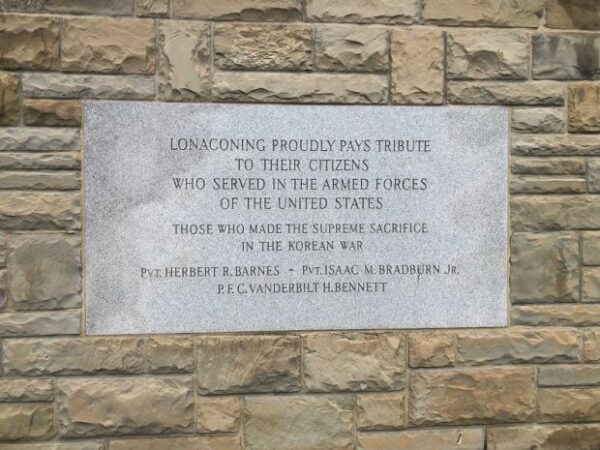 LONACONING PROUDLY PAYS TRIBUTE
TO THEIR CITIZENS
WHO SERVED IN THE ARMED FORCES
OF THE UNITED STATES
THOSE WHO MADE THE SUPREME SACRIFICE
IN THE KOREAN WAR
PVT. HERBERT R. BARNES - PVT. ISAAC M. BRADBURN JR.
P.F.C. VANDERBILT H. BENNETT